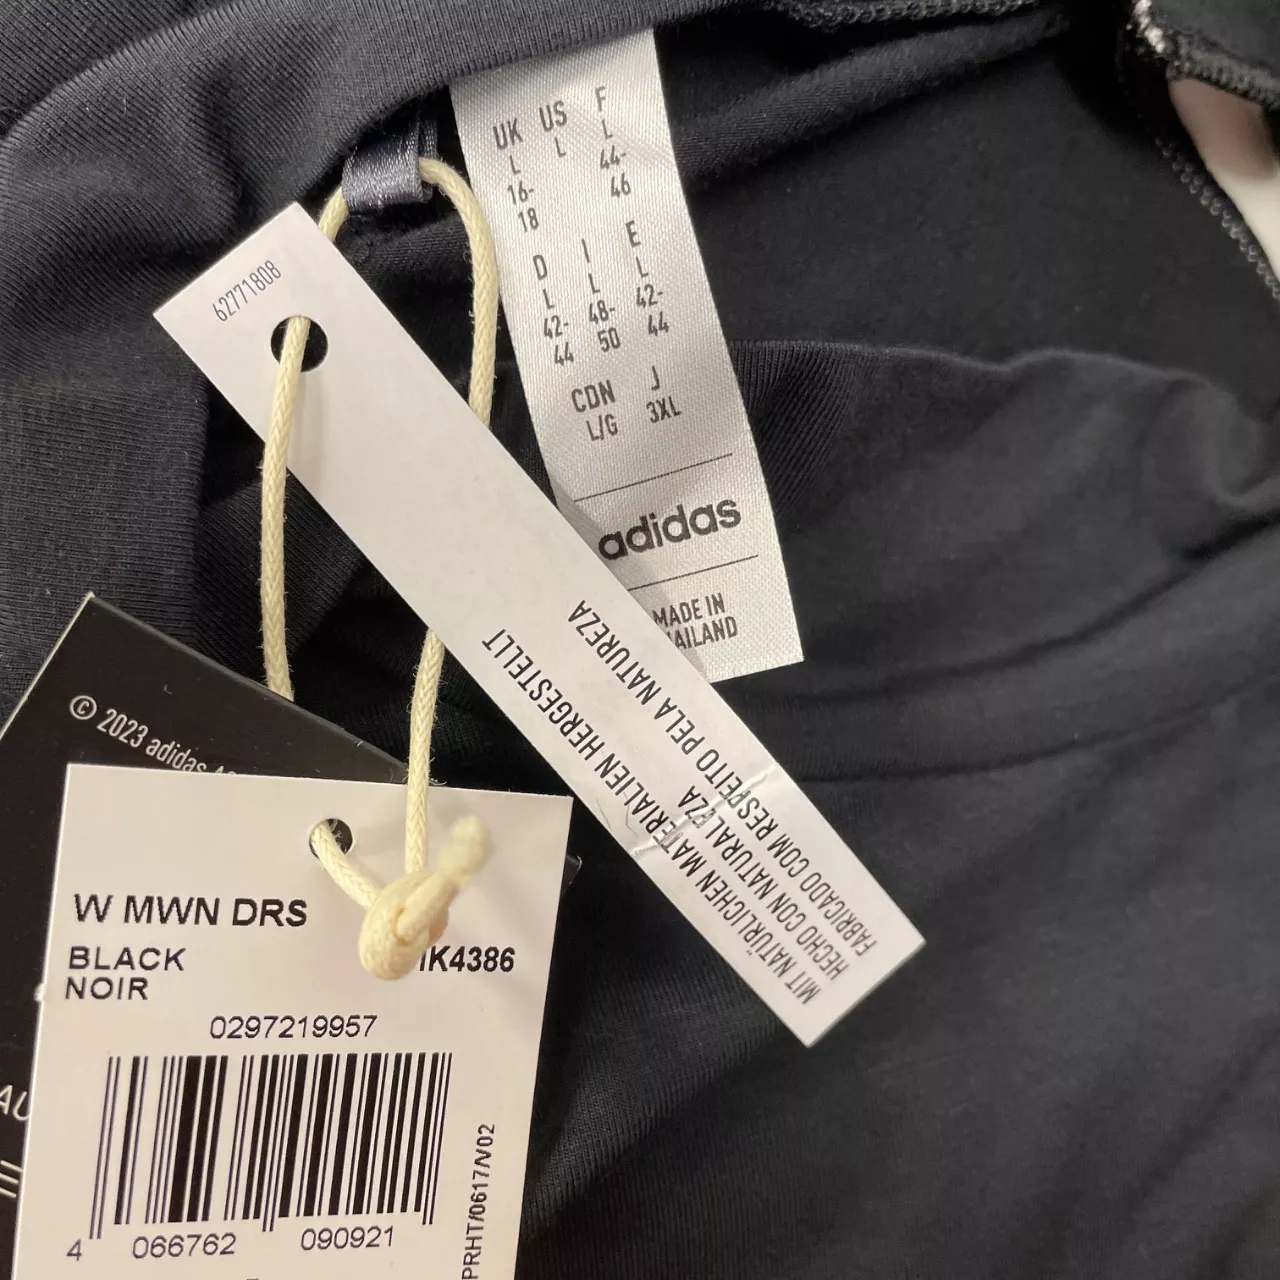 UK US F
L L L
16-
18
44-
46
D I E
L L L
42-
44
48-
50
42-
44
CDN J
L/G 3XL
adidas
MADE IN
AILAND
62771808
MIT NATÜRLICHEN MATERIALIEN HERGESTELLT
HECHO CON NATURALEZA
FABRICADO COM RESPEITO PELA NATUREZA
© 2023 adidas
W MWN DRS
BLACK
NOIR
IK4386
0297219957
4 066762 090921
PRHT/0617/V02